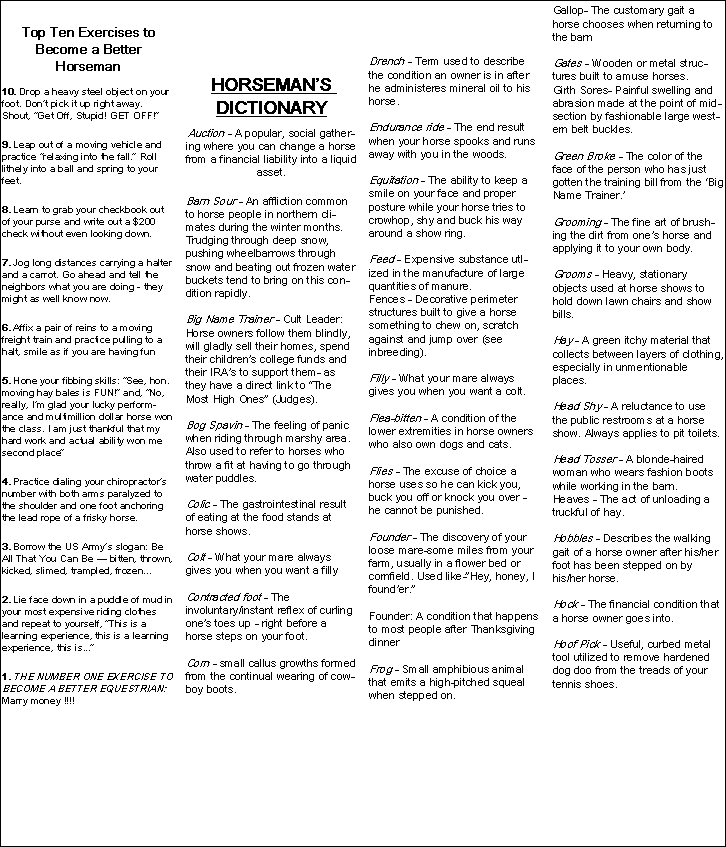 Top Ten Exercises to
Become a Better
Horseman
10. Drop a heavy steel object on your
foot. Don't pick it up right away.
Shout, "Get Off, Stupid! GET OFF!"
9. Leap out of a moving vehicle and
practice "relaxing into the fall." Roll
lithely into a ball and spring to your
feet.
8. Learn to grab your checkbook out
of your purse and write out a $200
check without even looking down.
7. Jog long distances carrying a halter
and a carrot. Go ahead and tell the
neighbors what you are doing - they
might as well know now.
6. Affix a pair of reins to a moving
freight train and practice pulling to a
halt, smile as if you are having fun
5. Hone your fibbing skills: "See, hon.
moving hay bales is FUN!" and, "No,
really, I'm glad your lucky perform-
ance and multimillion dollar horse won
the class. I am just thankful that my
hard work and actual ability won me
second place"
4. Practice dialing your chiropractor's
number with both arms paralyzed to
the shoulder and one foot anchoring
the lead rope of a frisky horse.
3. Borrow the US Army's slogan: Be
All That You Can Be — bitten, thrown,
kicked, slimed, trampled, frozen...
2. Lie face down in a puddle of mud in
your most expensive riding clothes
and repeat to yourself, "This is a
learning experience, this is a learning
experience, this is..."
1. THE NUMBER ONE EXERCISE TO
BECOME A BETTER EQUESTRIAN:
Marry money !!!!
HORSEMAN'S
DICTIONARY
Auction - A popular, social gather-
ing where you can change a horse
from a financial liability into a liquid
asset.
Barn Sour - An affliction common
to horse people in northern cli-
mates during the winter months.
Trudging through deep snow,
pushing wheelbarrows through
snow and beating out frozen water
buckets tend to bring on this con-
dition rapidly.
Big Name Trainer - Cult Leader:
Horse owners follow them blindly,
will gladly sell their homes, spend
their children's college funds and
their IRA's to support them- as
they have a direct link to "The
Most High Ones" (Judges).
Bog Spavin - The feeling of panic
when riding through marshy area.
Also used to refer to horses who
throw a fit at having to go through
water puddles.
Colic - The gastrointestinal result
of eating at the food stands at
horse shows.
Colt - What your mare always
gives you when you want a filly
Contracted foot - The
involuntary/instant reflex of curling
one's toes up - right before a
horse steps on your foot.
Corn - small callus growths formed
from the continual wearing of cow-
boy boots.
Drench - Term used to describe
the condition an owner is in after
he administeres mineral oil to his
horse.
Endurance ride - The end result
when your horse spooks and runs
away with you in the woods.
Equitation - The ability to keep a
smile on your face and proper
posture while your horse tries to
crowhop, shy and buck his way
around a show ring.
Feed - Expensive substance utl-
ized in the manufacture of large
quantities of manure.
Fences - Decorative perimeter
structures built to give a horse
something to chew on, scratch
against and jump over (see
inbreeding).
Filly - What your mare always
gives you when you want a colt.
Flea-bitten - A condition of the
lower extremities in horse owners
who also own dogs and cats.
Flies - The excuse of choice a
horse uses so he can kick you,
buck you off or knock you over -
he cannot be punished.
Founder - The discovery of your
loose mare-some miles from your
farm, usually in a flower bed or
cornfield. Used like-"Hey, honey, I
found'er."
Founder: A condition that happens
to most people after Thanksgiving
dinner
Frog - Small amphibious animal
that emits a high-pitched squeal
when stepped on.
Gallop- The customary gait a
horse chooses when returning to
the barn
Gates - Wooden or metal struc-
tures built to amuse horses.
Girth Sores- Painful swelling and
abrasion made at the point of mid-
section by fashionable large west-
ern belt buckles.
Green Broke - The color of the
face of the person who has just
gotten the training bill from the 'Big
Name Trainer.'
Grooming - The fine art of brush-
ing the dirt from one's horse and
applying it to your own body.
Grooms - Heavy, stationary
objects used at horse shows to
hold down lawn chairs and show
bills.
Hay - A green itchy material that
collects between layers of clothing,
especially in unmentionable
places.
Head Shy - A reluctance to use
the public restrooms at a horse
show. Always applies to pit toilets.
Head Tosser - A blonde-haired
woman who wears fashion boots
while working in the barn.
Heaves - The act of unloading a
truckful of hay.
Hobbles - Describes the walking
gait of a horse owner after his/her
foot has been stepped on by
his/her horse.
Hock - The financial condition that
a horse owner goes into.
Hoof Pick - Useful, curbed metal
tool utilized to remove hardened
dog doo from the treads of your
tennis shoes.